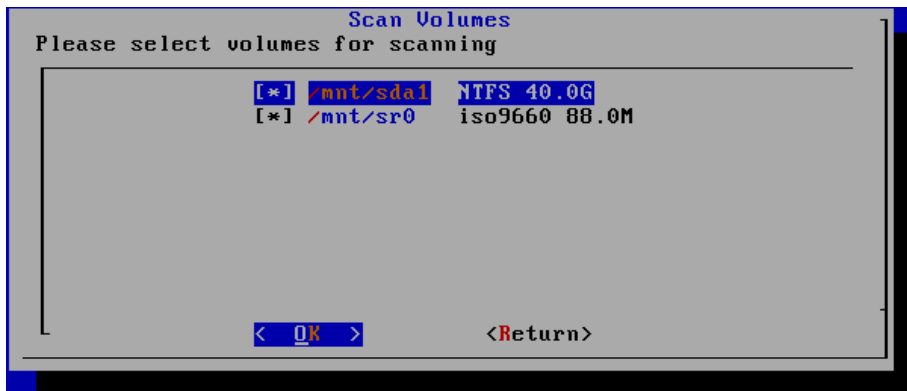 Scan Volumes
Please select volumes for scanning
[*] /mnt/sda1 NTFS 40.0G
[*] /mnt/sr0 iso9660 88.0M
< OK > <Return>